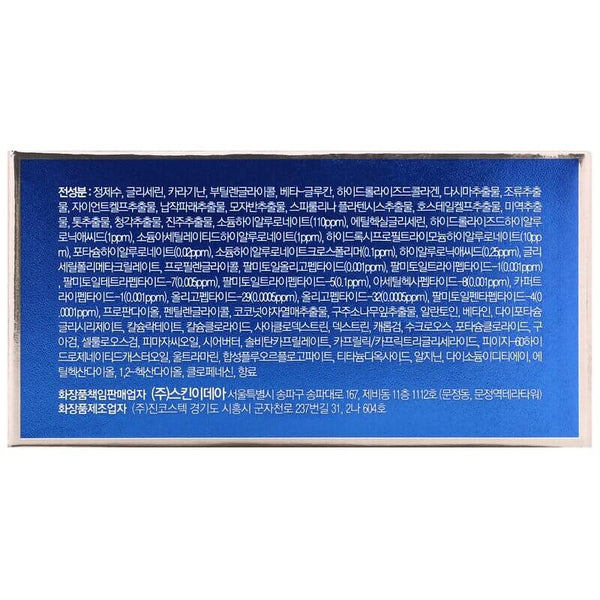 전성분: 정제수, 글리세린, 카라기난, 부틸렌글라이콜, 베타-글루칸, 하이드롤라이즈드콜라겐, 다시마추출물, 조류추출
물, 자이언트켈프추출물, 납작파래추출물, 모자반추출물, 스피룰리나 플라텐시스추출물, 호스테일켈프추출물, 미역추출
물, 톳추출물, 청각추출물, 진주추출물, 소듐하이알루로네이트(110ppm), 에틸헥실글리세린, 하이드롤라이즈드하이알루
로닉애씨드(1ppm), 소듐아세틸레이티드하이알루로네이트(1ppm), 하이드록시프로필트라이모늄하이알루로네이트(10pp
m), 포타슘하이알루로네이트(0.02ppm), 소듐하이알루로네이트크로스폴리머(0.1ppm), 하이알루로닉애씨드(0.25ppm), 글리
세릴폴리메타크릴레이트, 프로필렌글라이콜, 팔미토일올리고펩타이드(0.001ppm), 팔미토일트라이펩타이드-1(0.001ppm)
, 팔미토일테트라펩타이드-7(0.005ppm), 팔미토일트라이펩타이드-5(0.1ppm), 아세틸헥사펩타이드-8(0.001ppm), 카퍼트
라이펩타이드-1(0.001ppm), 올리고펩타이드-29(0.0005ppm), 올리고펩타이드-32(0.0005ppm), 팔미토일펜타펩타이드-4(0
.0001ppm), 프로판다이올, 펜틸렌글라이콜, 코코넛야자열매추출물, 구주소나무잎추출물, 알란토인, 베타인, 다이포타슘
글리시리제이트, 칼슘락테이트, 칼슘클로라이드, 사이클로덱스트린, 덱스트린, 캐롭검, 수크로오스, 포타슘클로라이드, 구
아검, 셀룰로오스검, 피마자씨오일, 시어버터, 솔비탄카프릴레이트, 카프릴릭/카프릭트리글리세라이드, 피이지-60하이
드로제네이티드캐스터오일, 울트라마린, 합성플루오르플로고파이트, 티타늄디옥사이드, 알지닌, 다이소듐이디티에이, 에
틸헥산다이올, 1,2-헥산다이올, 클로페네신, 향료
화장품책임판매업자 (주)스킨이데아 서울특별시 송파구 송파대로 167, 제비동 11층 1112호 (문정동, 문정역테라타워)
화장품제조업자 (주)진코스텍 경기도 시흥시 군자천로 237번길 31, 2나 604호